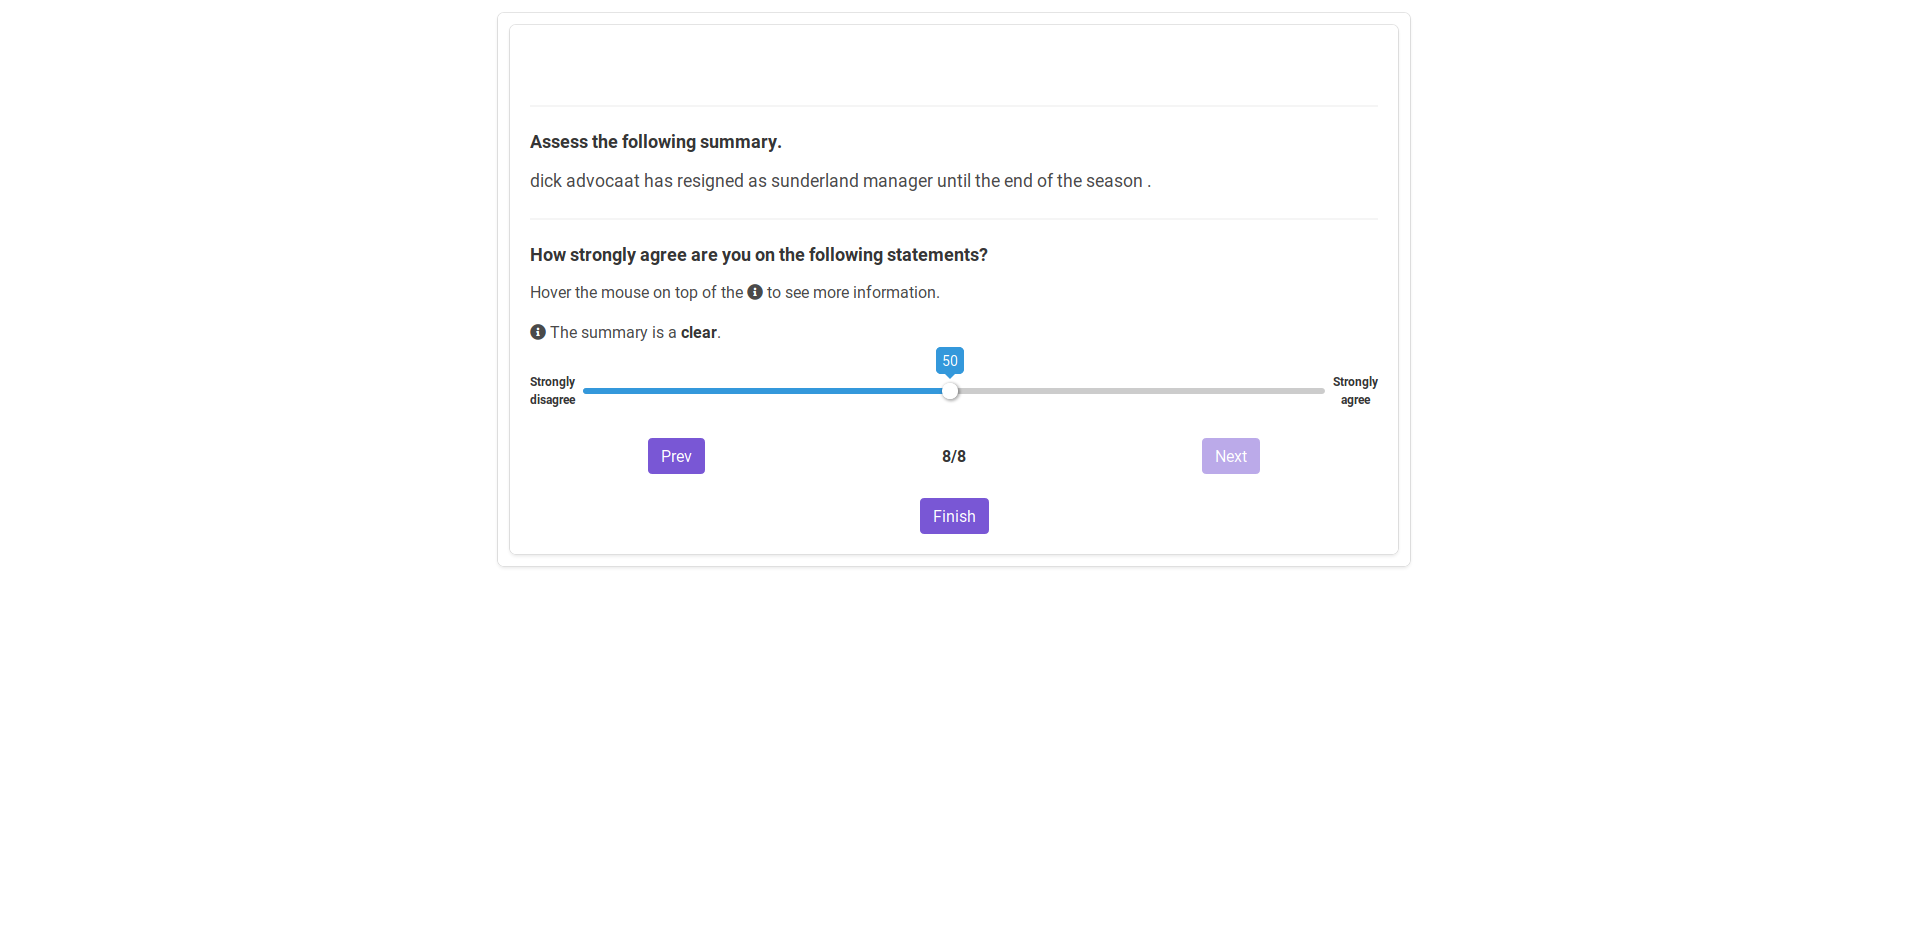 Assess the following summary.
dick advocaat has resigned as sunderland manager until the end of the season .
How strongly agree are you on the following statements?
Hover the mouse on top of the to see more information.
The summary is a clear.
50
Strongly
disagree
Strongly
agree
Prev
8/8
Next
Finish